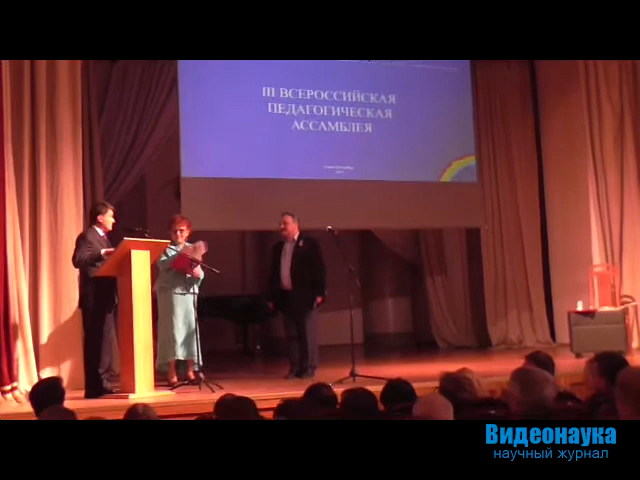 III ВСЕРОССИЙСКАЯ
ПЕДАГОГИЧЕСКАЯ
АССАМБЛЕЯ
Видеонаука
научный журнал